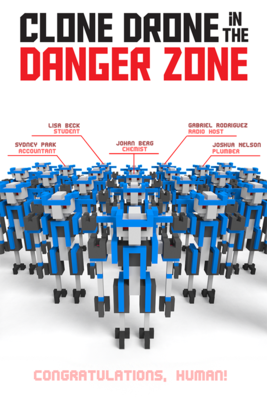 CLONE DRONE IN THE
DANGER ZONE
LISA BECK
STUDENT
GABRIEL RODRIGUEZ
RADIO HOST
SYDNEY PARK
ACCOUNTANT
JOHAN BERG
CHEMIST
JOSHUA NELSON
PLUMBER
CONGRATULATIONS, HUMAN!